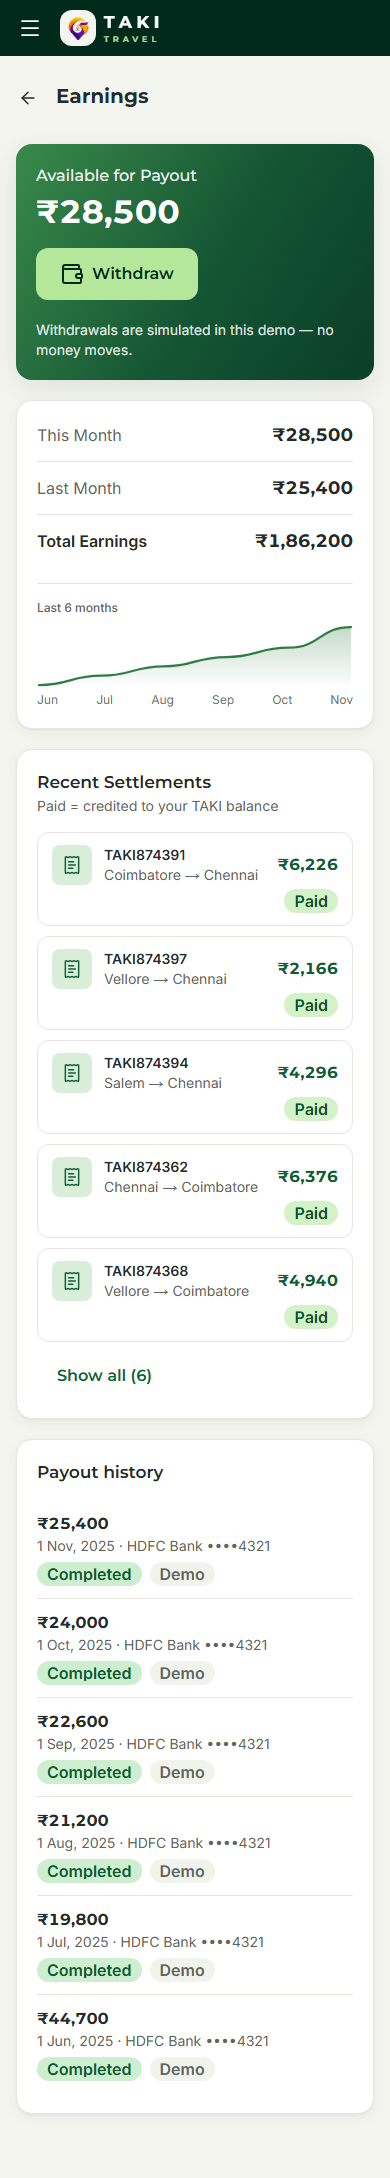 TAKI
TRAVEL
Earnings
Available for Payout
₹28,500
Withdraw
Withdrawals are simulated in this demo — no
money moves.
This Month ₹28,500
Last Month ₹25,400
Total Earnings ₹1,86,200
Last 6 months
Jun Jul Aug Sep Oct Nov
Recent Settlements
Paid = credited to your TAKI balance
TAKI874391
Coimbatore → Chennai
₹6,226
Paid
TAKI874397
Vellore → Chennai
₹2,166
Paid
TAKI874394
Salem → Chennai
₹4,296
Paid
TAKI874362
Chennai → Coimbatore
₹6,376
Paid
TAKI874368
Vellore → Coimbatore
₹4,940
Paid
Show all (6)
Payout history
₹25,400
1 Nov, 2025 · HDFC Bank ••••4321
Completed Demo
₹24,000
1 Oct, 2025 · HDFC Bank ••••4321
Completed Demo
₹22,600
1 Sep, 2025 · HDFC Bank ••••4321
Completed Demo
₹21,200
1 Aug, 2025 · HDFC Bank ••••4321
Completed Demo
₹19,800
1 Jul, 2025 · HDFC Bank ••••4321
Completed Demo
₹44,700
1 Jun, 2025 · HDFC Bank ••••4321
Completed Demo